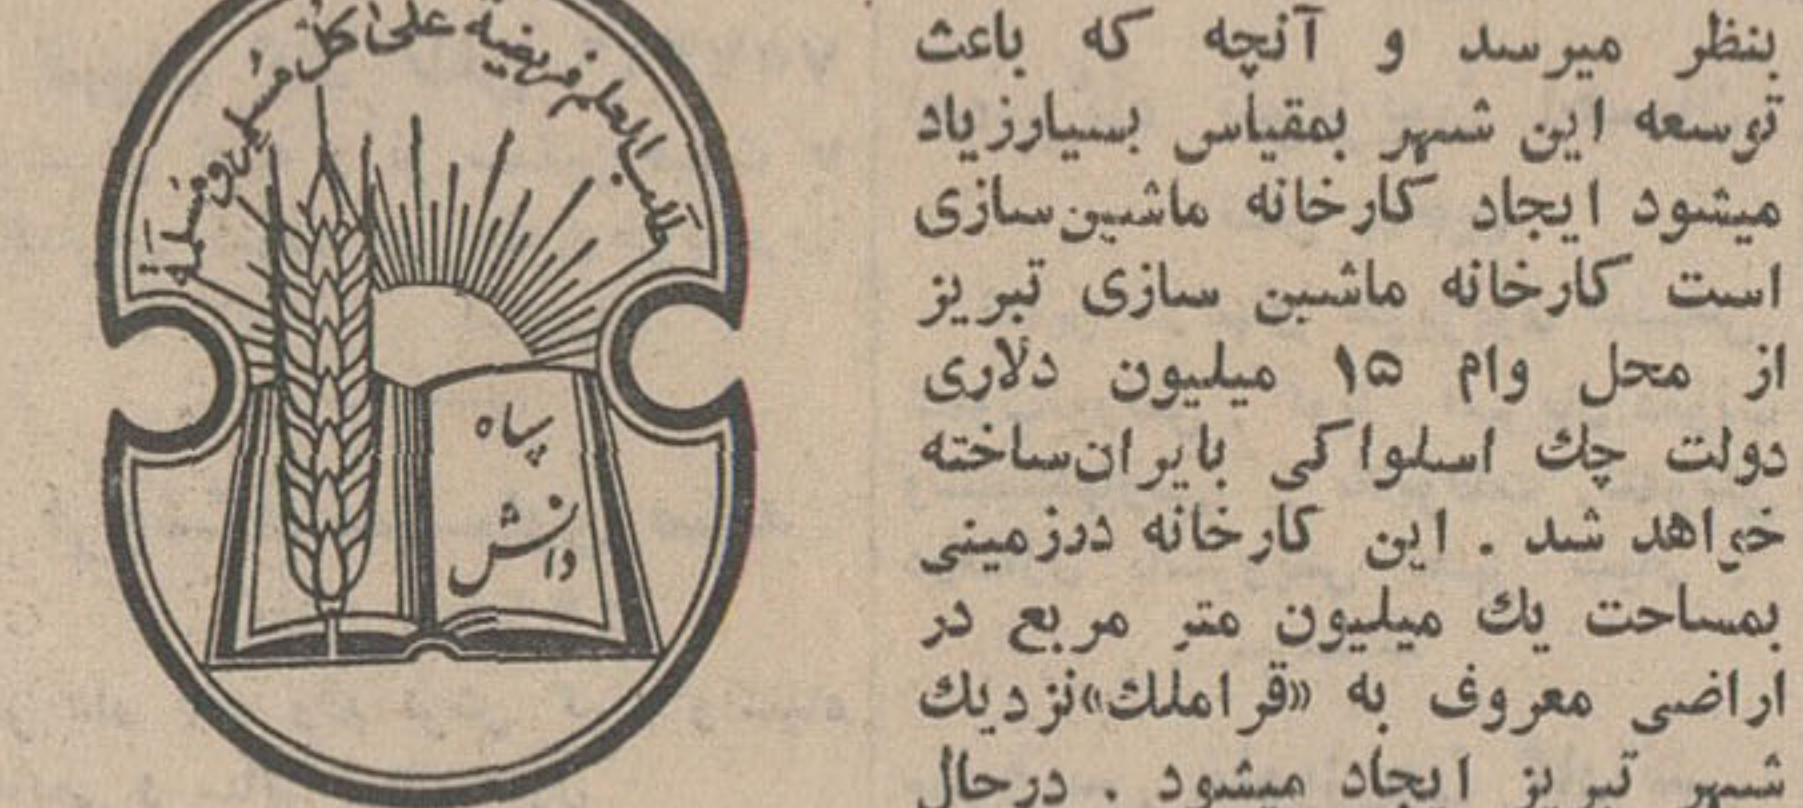 طلب العلم فریضة علی کل مسلم و مسلمة
سپاه
دانش
بنظر میرسد و آنچه که باعث
توسعه این شهر بمقیاس بسیارزیاد
میشود ایجاد کارخانه ماشین‌سازی
است کارخانه ماشین سازی تبریز
از محل وام ۱۵ میلیون دلاری
دولت چك اسلواکی بایران‌ساخته
خواهد شد . این کارخانه درزمینی
بمساحت یك میلیون متر مربع در
اراضی معروف به «قراملك»نزدیك
شهر تبریز ایجاد میشود . درحال